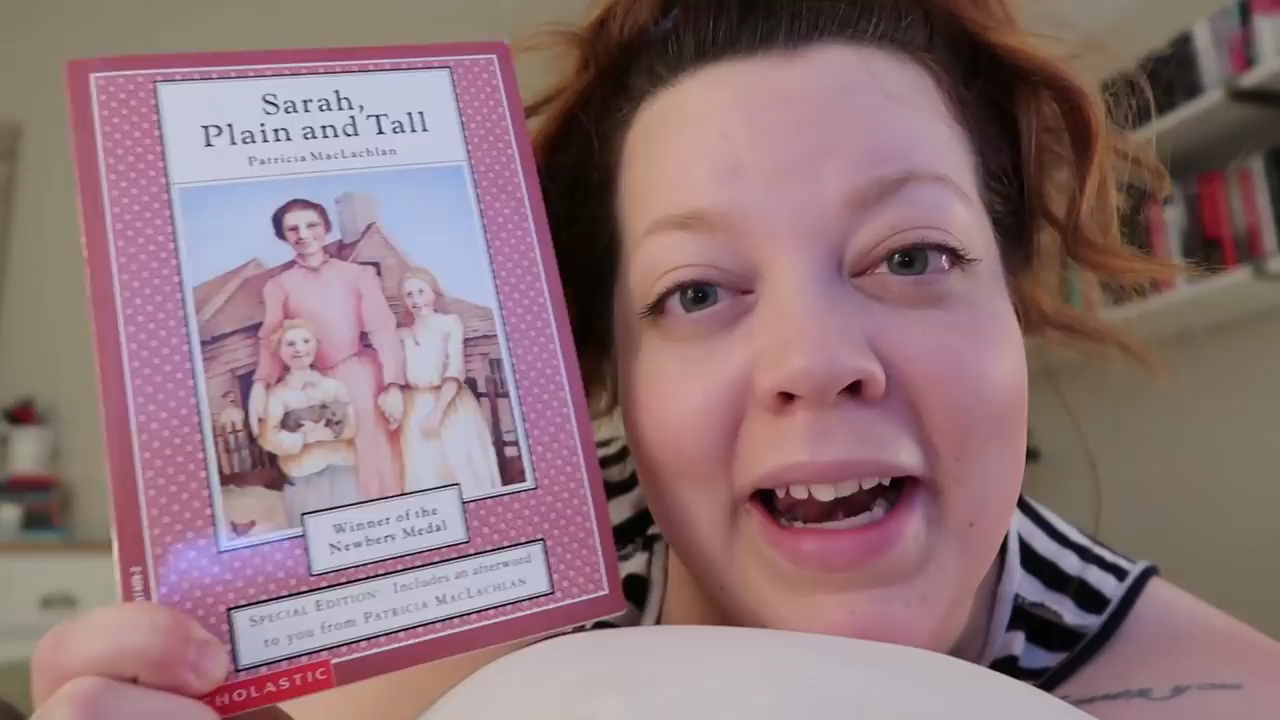 Sarah,
Plain and Tall
Patricia MacLachlan
Winner of the
Newbery Medal
SPECIAL EDITION Includes an afterword
to you from PATRICIA MACLACHLAN
CHOLASTIC